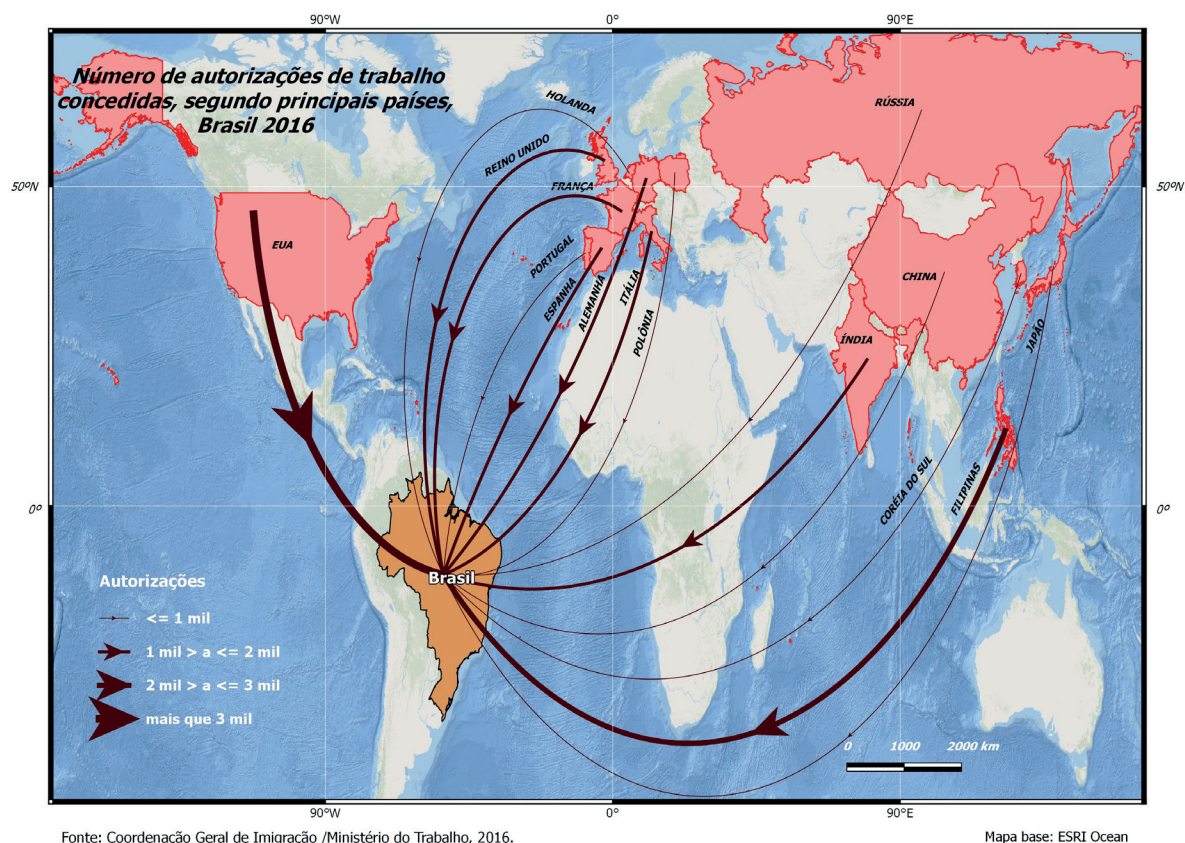 90°W
0°
90°E
Número de autorizações de trabalho
concedidas, segundo principais países,
Brasil 2016
HOLANDA
RÚSSIA
REINO UNIDO
FRANÇA
50°N
50°N
EUA
PORTUGAL
ESPANHA
ALEMANHA
ITÁLIA
POLÔNIA
CHINA
ÍNDIA
JAPÃO
CORÉIA DO SUL
FILIPINAS
0°
0°
Brasil
Autorizações
<= 1 mil
1 mil > a <= 2 mil
2 mil > a <= 3 mil
mais que 3 mil
0 1000 2000 km
90°W
0°
90°E
Fonte: Coordenação Geral de Imigração /Ministério do Trabalho, 2016.
Mapa base: ESRI Ocean